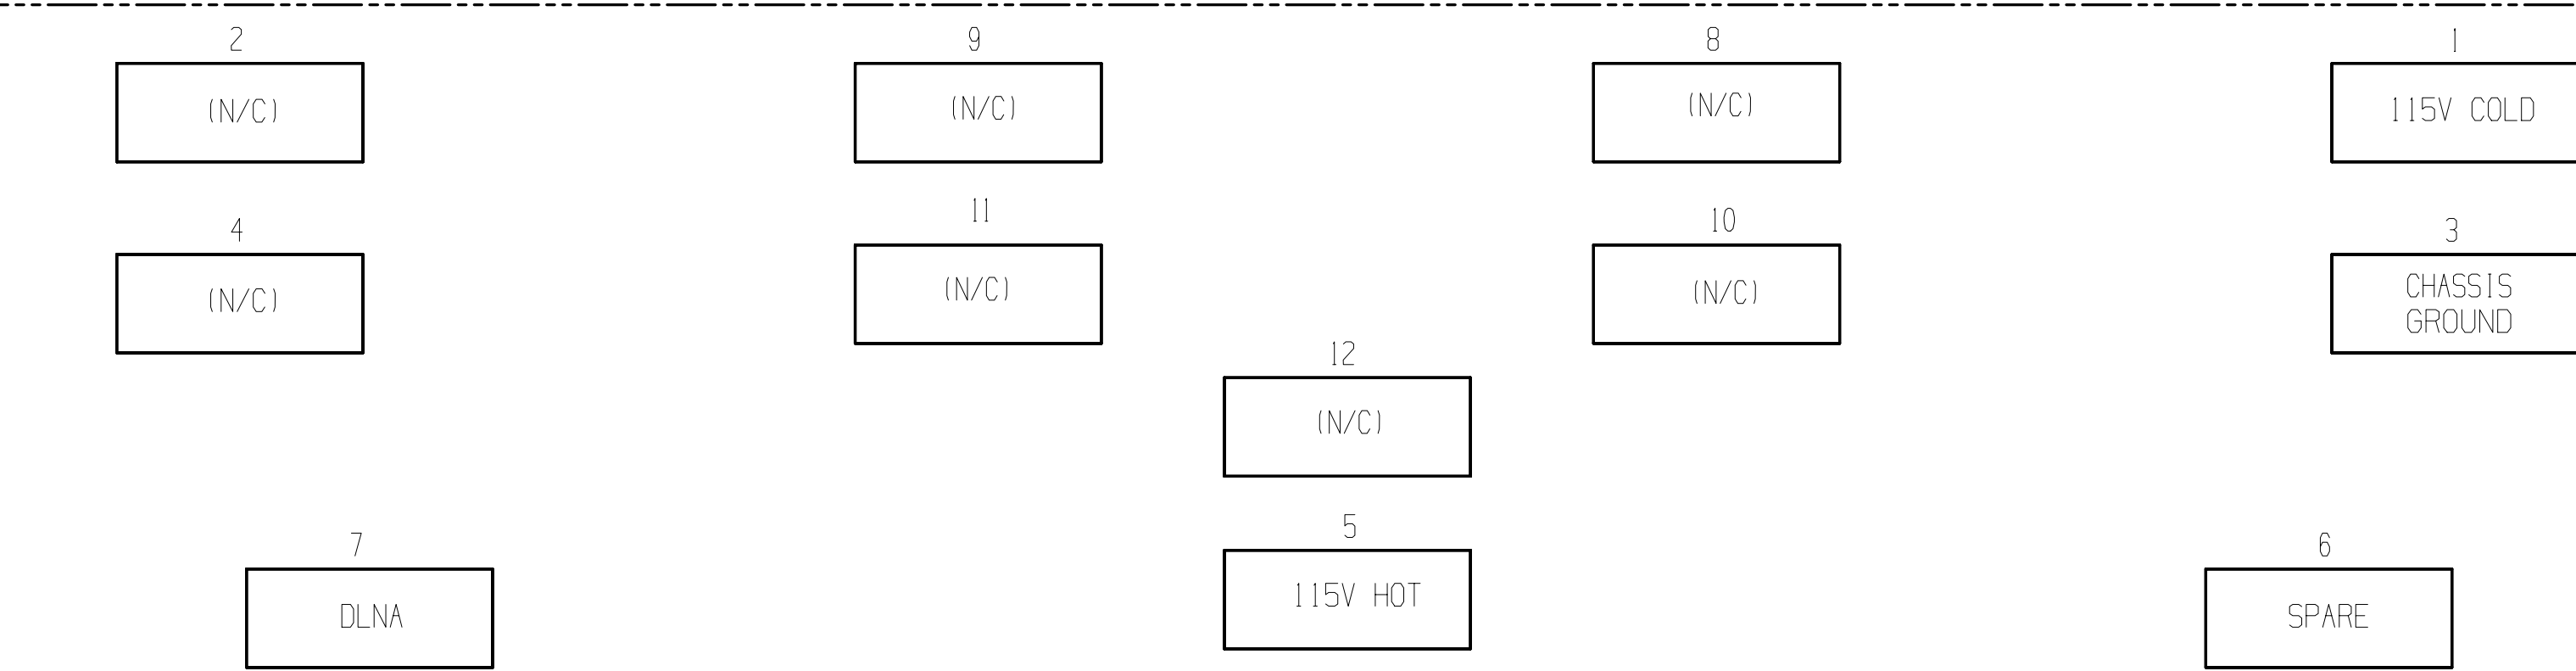 2 9 8 1
(N/C) (N/C) (N/C) 115V COLD
4 11 10 3
(N/C) (N/C) (N/C) CHASSIS
GROUND
12
(N/C)
7 5 6
DLNA 115V HOT SPARE